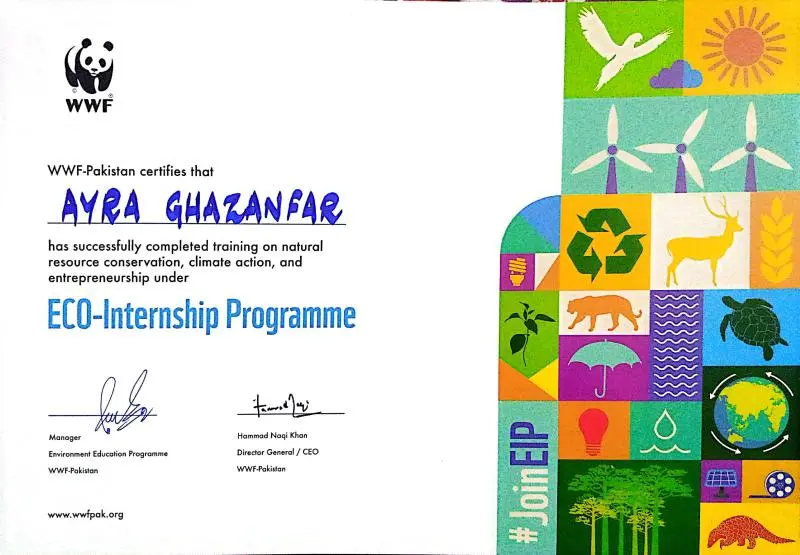 WWF
WWF-Pakistan certifies that
AYRA GHAZANFAR
has successfully completed training on natural
resource conservation, climate action, and
entrepreneurship under
ECO-Internship Programme
Manager
Environment Education Programme
WWF-Pakistan
Hammad Naqi
Hammad Naqi Khan
Director General / CEO
WWF-Pakistan
www.wwfpak.org
#JoinEIP